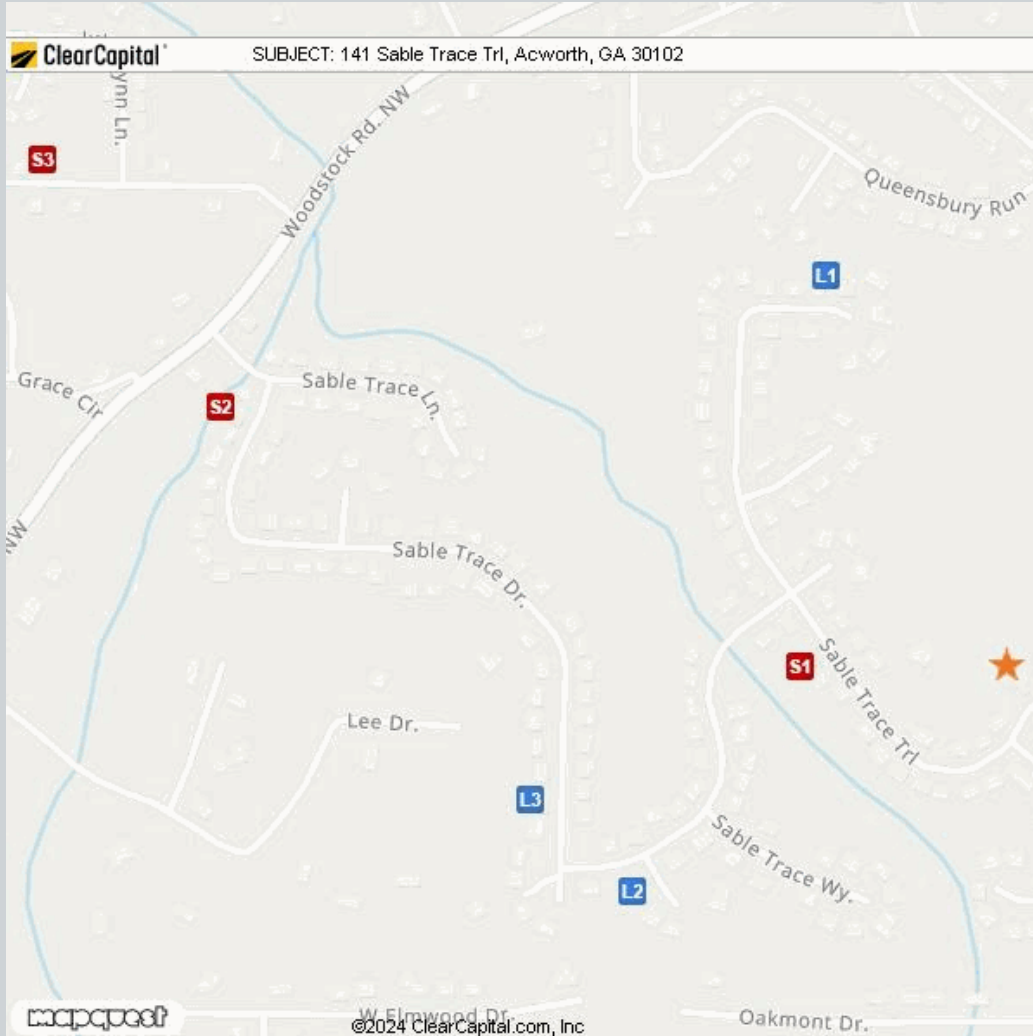 ClearCapital SUBJECT: 141 Sable Trace Trl, Acworth, GA 30102
ynn Ln.
S3
Woodstock Rd. NW
Queensbury Run
L1
Grace Cir
Sable Trace Ln.
S2
NW
Sable Trace Dr.
S1
Sable Trace Trl
Lee Dr.
L3
Sable Trace Wy.
L2
mapquest
W Elmwood Dr.
©2024 ClearCapital.com, Inc
Oakmont Dr.